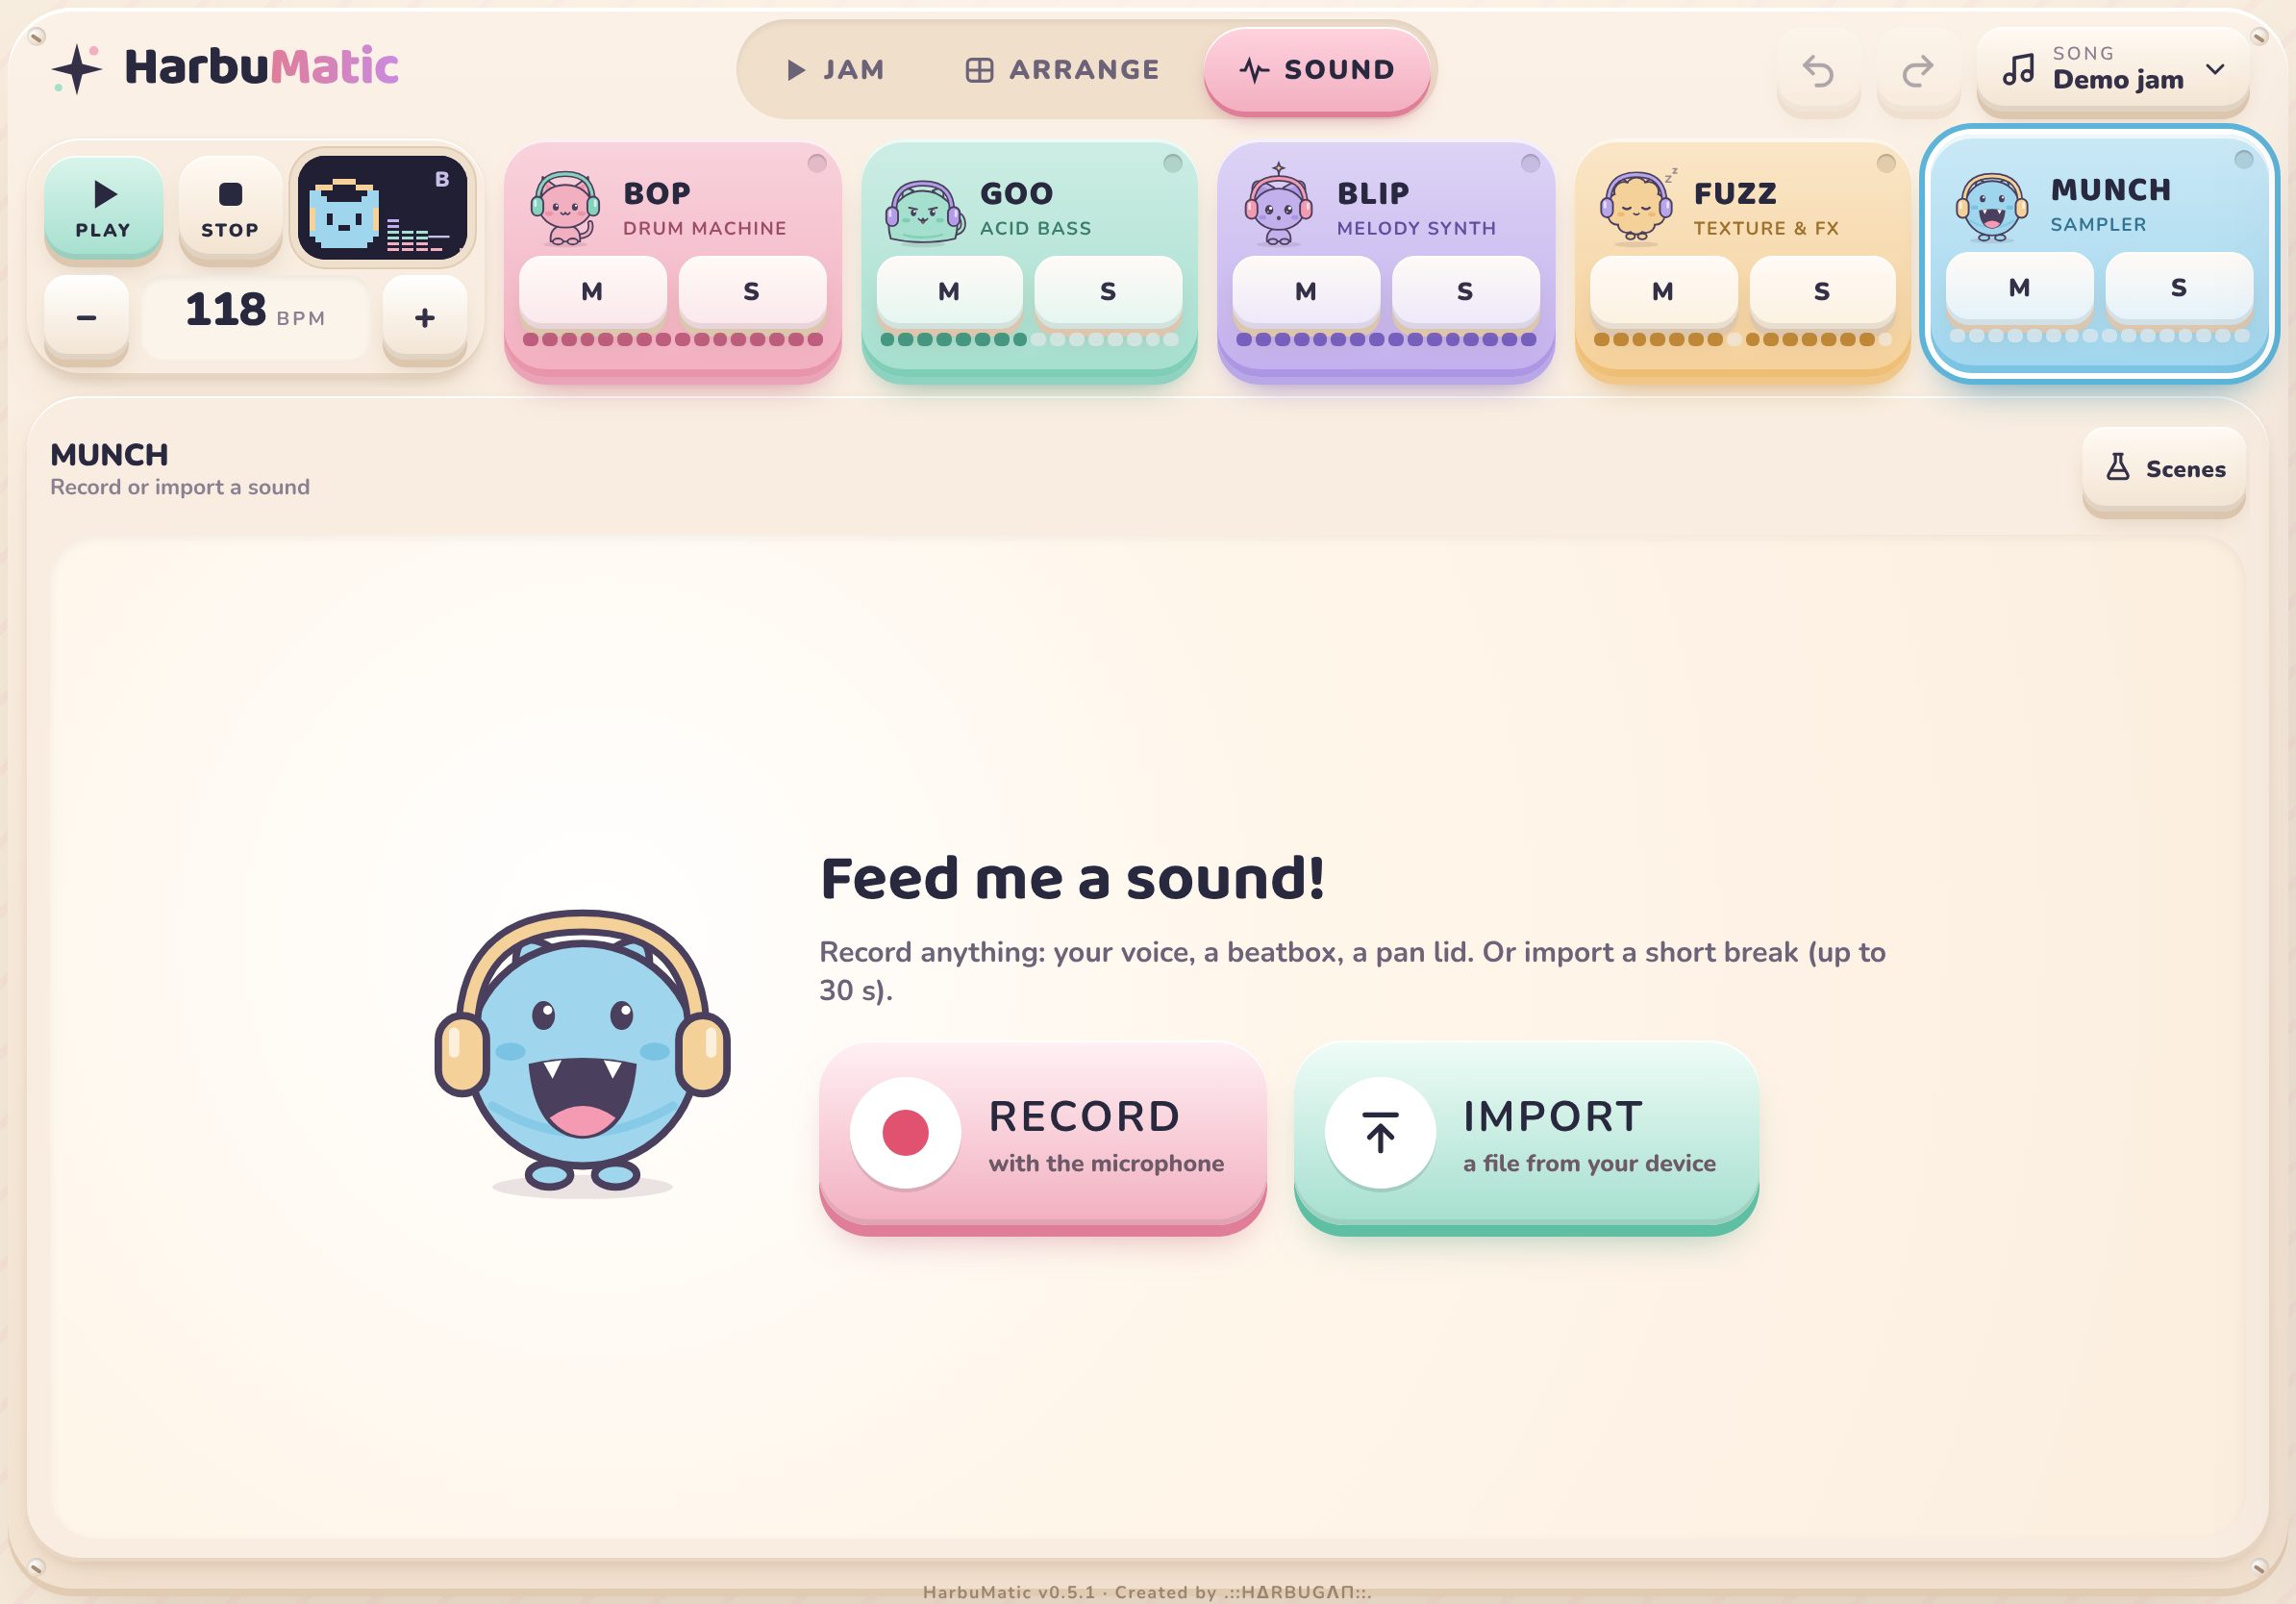 HarbuMatic
JAM
ARRANGE
SOUND
SONG
Demo jam
PLAY
STOP
B
118 BPM
BOP
DRUM MACHINE
M S
GOO
ACID BASS
M S
BLIP
MELODY SYNTH
M S
z z
FUZZ
TEXTURE & FX
M S
MUNCH
SAMPLER
M S
MUNCH
Record or import a sound
Scenes
Feed me a sound!
Record anything: your voice, a beatbox, a pan lid. Or import a short break (up to
30 s).
RECORD
with the microphone
IMPORT
a file from your device
HarbuMatic v0.5.1 · Created by .::HΔRBUGΛΠ::.